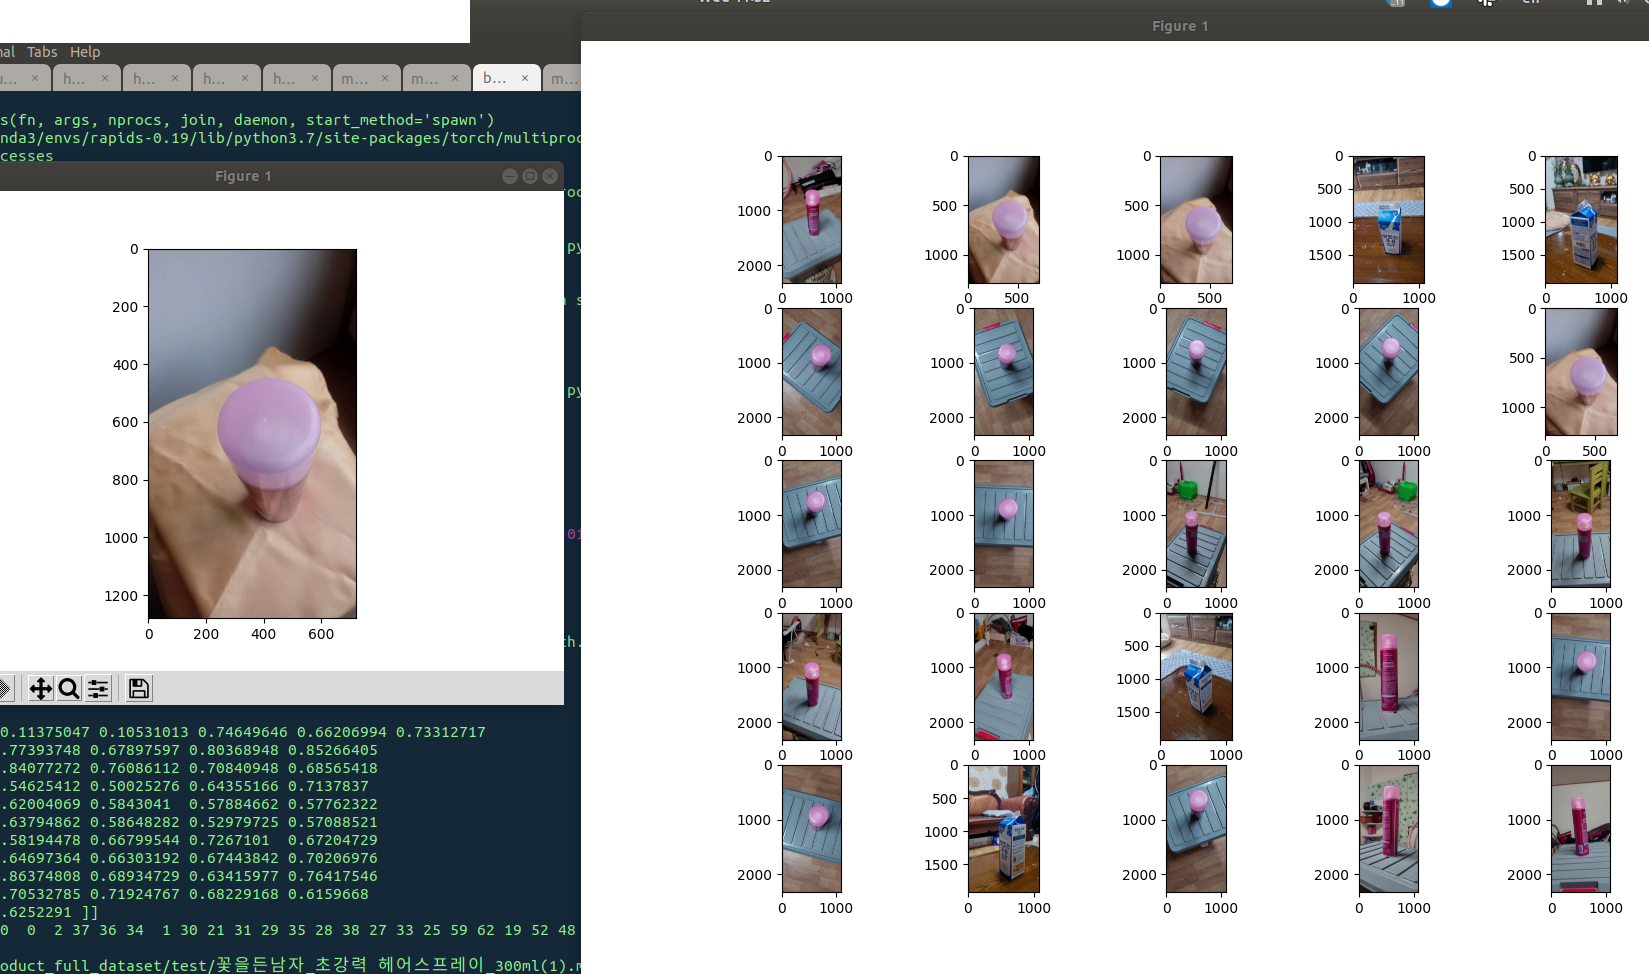 Figure 1
nal Tabs Help
h... × h... × h... × h... × m... × m... × b... × m...
s(fn, args, nprocs, join, daemon, start_method='spawn')
nda3/envs/rapids-0.19/lib/python3.7/site-packages/torch/multiproc
cesses
Figure 1
0
200
400
600
800
1000
1200
0 200 400 600
0.11375047 0.10531013 0.74649646 0.66206994 0.73312717
.77393748 0.67897597 0.80368948 0.85266405
.84077272 0.76086112 0.70840948 0.68565418
.54625412 0.50025276 0.64355166 0.7137837
.62004069 0.5843041 0.57884662 0.57762322
.63794862 0.58648282 0.52979725 0.57088521
.58194478 0.66799544 0.7267101 0.67204729
.64697364 0.66303192 0.67443842 0.70206976
.86374808 0.68934729 0.63415977 0.76417546
.70532785 0.71924767 0.68229168 0.6159668
.6252291 ]]
0 0 2 37 36 34 1 30 21 31 29 35 28 38 27 33 25 59 62 19 52 48
oduct_full_dataset/test/꽃을든남자_초강력 헤어스프레이_300ml(1).m
0 0 0 0 0
500 500
1000 500 500 1000 1000
2000 1000 1000 1500 1500
0 1000 0 500 0 500 0 1000 0 1000
0 0 0 0 0
1000 1000 1000 1000 500
2000 2000 2000 2000 1000
0 1000 0 1000 0 1000 0 1000 0 500
0 0 0 0 0
1000 1000 1000 1000 1000
2000 2000 2000 2000 2000
0 1000 0 1000 0 1000 0 1000 0 1000
0 0 0 0 0
500
1000 1000 1000 1000 1000
2000 2000 1500 2000 2000
0 1000 0 1000 0 1000 0 1000 0 1000
0 0 0 0 0
500
1000 1000 1000 1000 1000
2000 1500 2000 2000 2000
0 1000 0 1000 0 1000 0 1000 0 1000